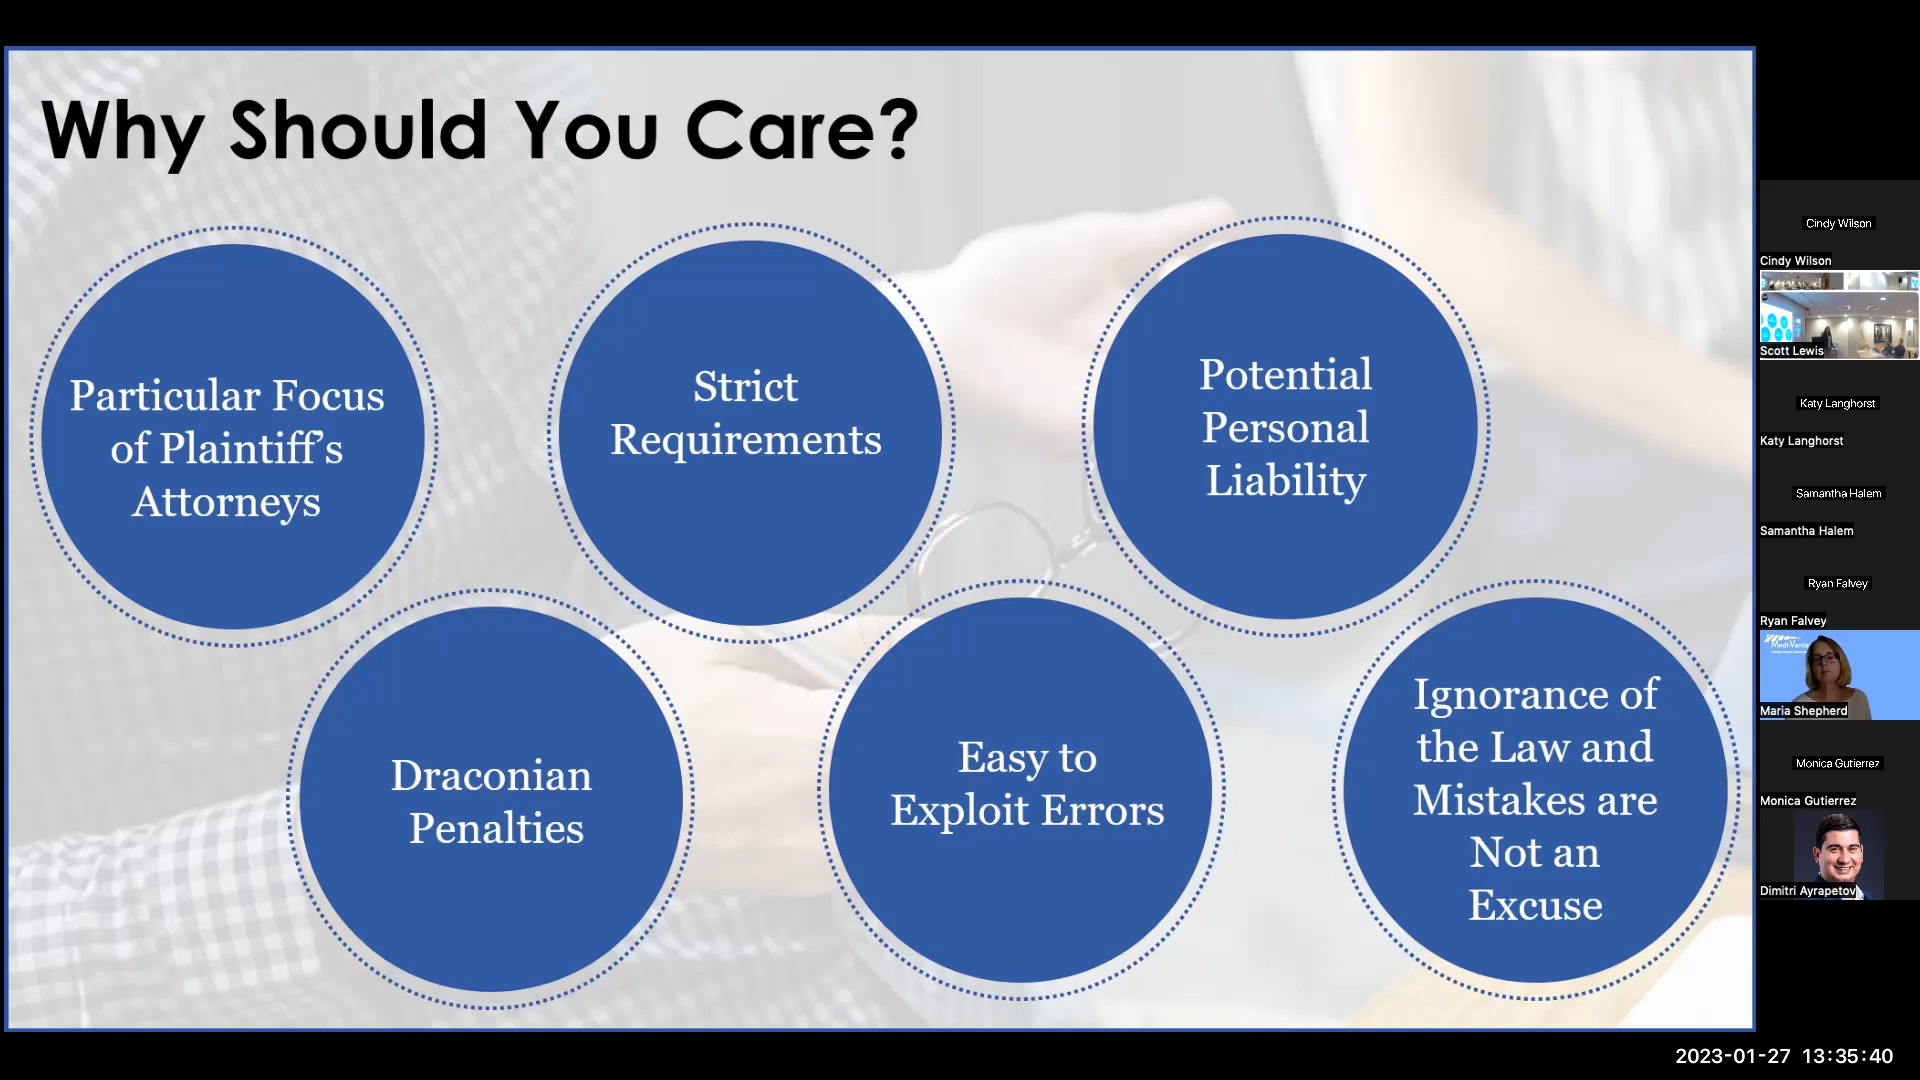 Why Should You Care?
Particular Focus
of Plaintiff’s
Attorneys
Strict
Requirements
Potential
Personal
Liability
Draconian
Penalties
Easy to
Exploit Errors
Ignorance of
the Law and
Mistakes are
Not an
Excuse
Cindy Wilson
Cindy Wilson
Scott Lewis
Katy Langhorst
Katy Langhorst
Samantha Halem
Samantha Halem
Ryan Falvey
Ryan Falvey
Maria Shepherd
Monica Gutierrez
Monica Gutierrez
Dimitri Ayrapetov
2023-01-27 13:35:40